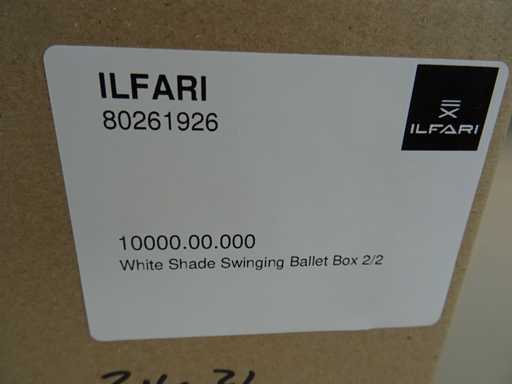 ILFARI
80261926
ILFARI
10000.00.000
White Shade Swinging Ballet Box 2/2